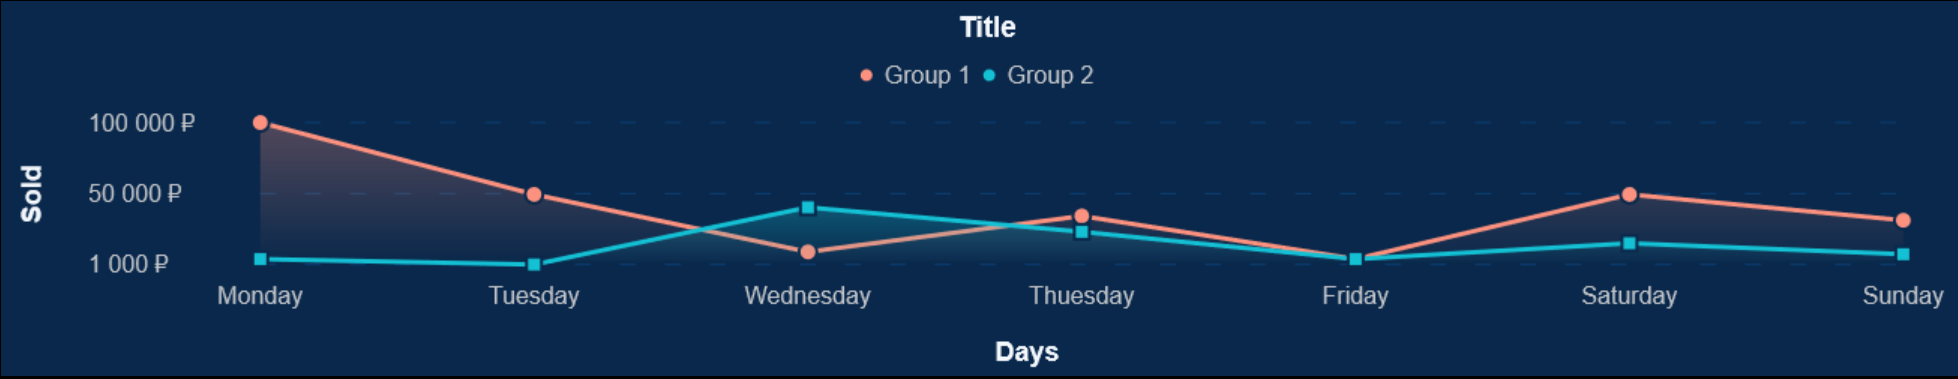 Title
Group 1 Group 2
100 000 ₽
50 000 ₽
1 000 ₽
Sold
Monday Tuesday Wednesday Thuesday Friday Saturday Sunday
Days